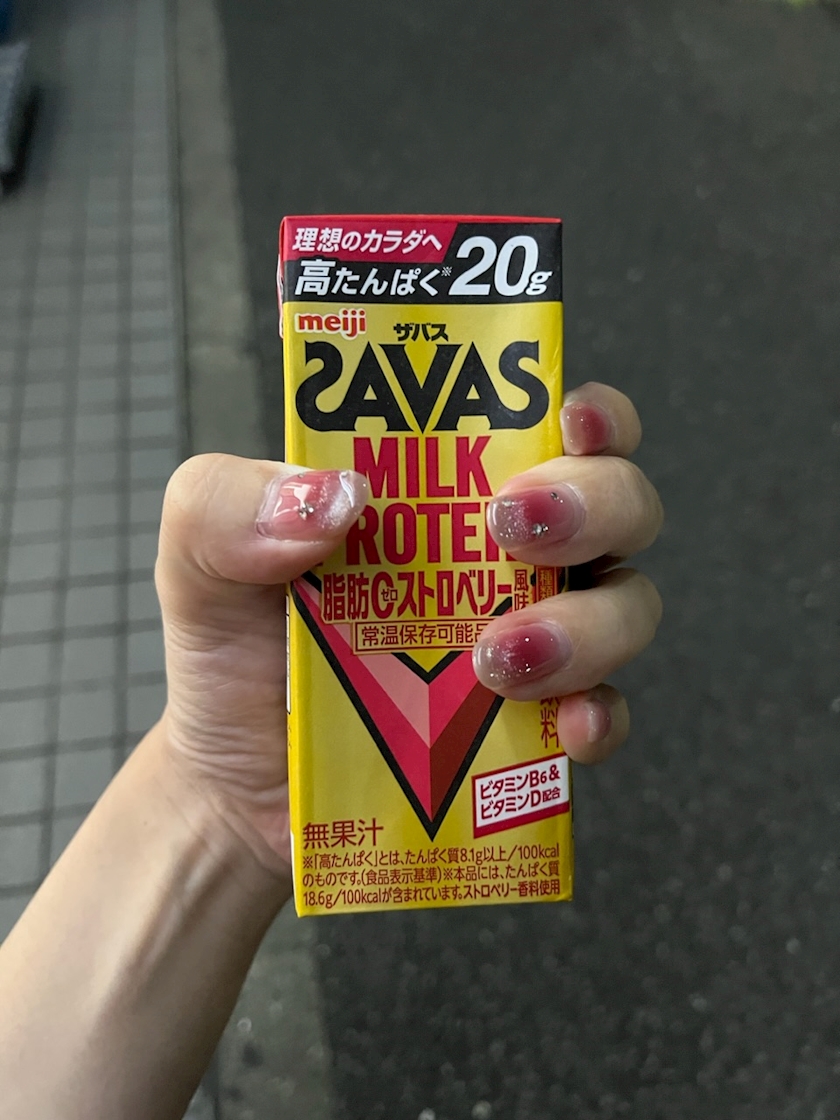 理想のカラダへ
高たんぱく※20g
meiji
ザバス
SAVAS
MILK
ROTEI
脂肪0ゼロストロベリー風味
常温保存可能品
種類
料
ビタミンB6&
ビタミンD配合
無果汁
※「高たんぱく」とは、たんぱく質8.1g以上/100kcal
のものです。(食品表示基準)※本品には、たんぱく質
18.6g/100kcalが含まれています。ストロベリー香料使用